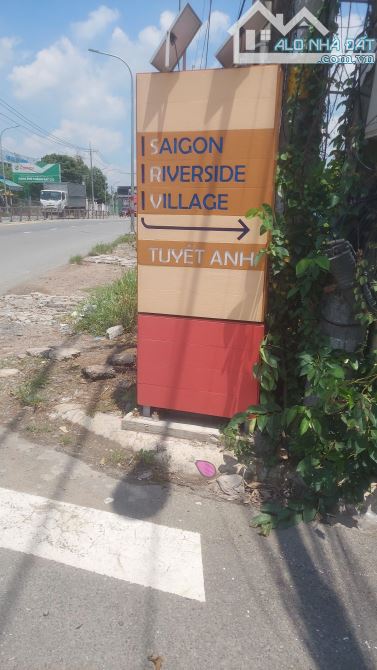 ALO NHÀ ĐẤT
.com.vn
SAIGON
RIVERSIDE
VILLAGE
TUYẾT ANH